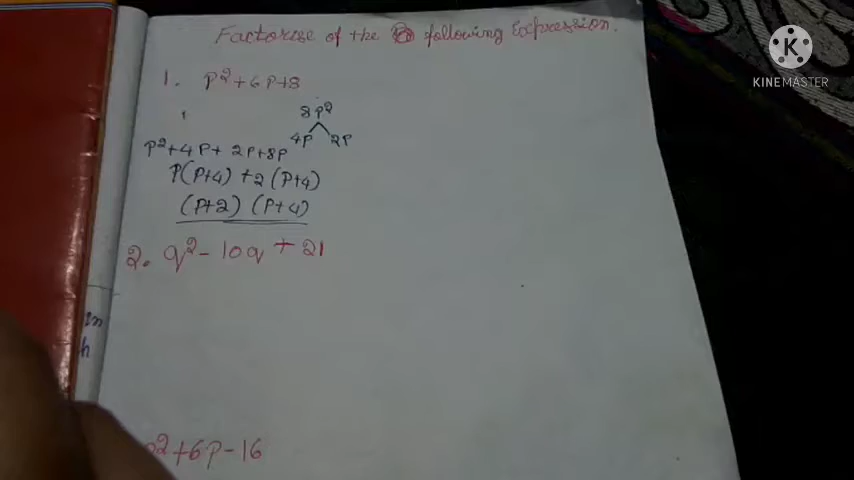 Factorise of the following Expression.
1. p²+6p+8
8p²
4p 2p
p²+4p+ 2p+8p
p(p+4) +2 (p+4)
(p+2) (p+4)
2. q² - 10q + 21
p²+6p-16
KINEMASTER